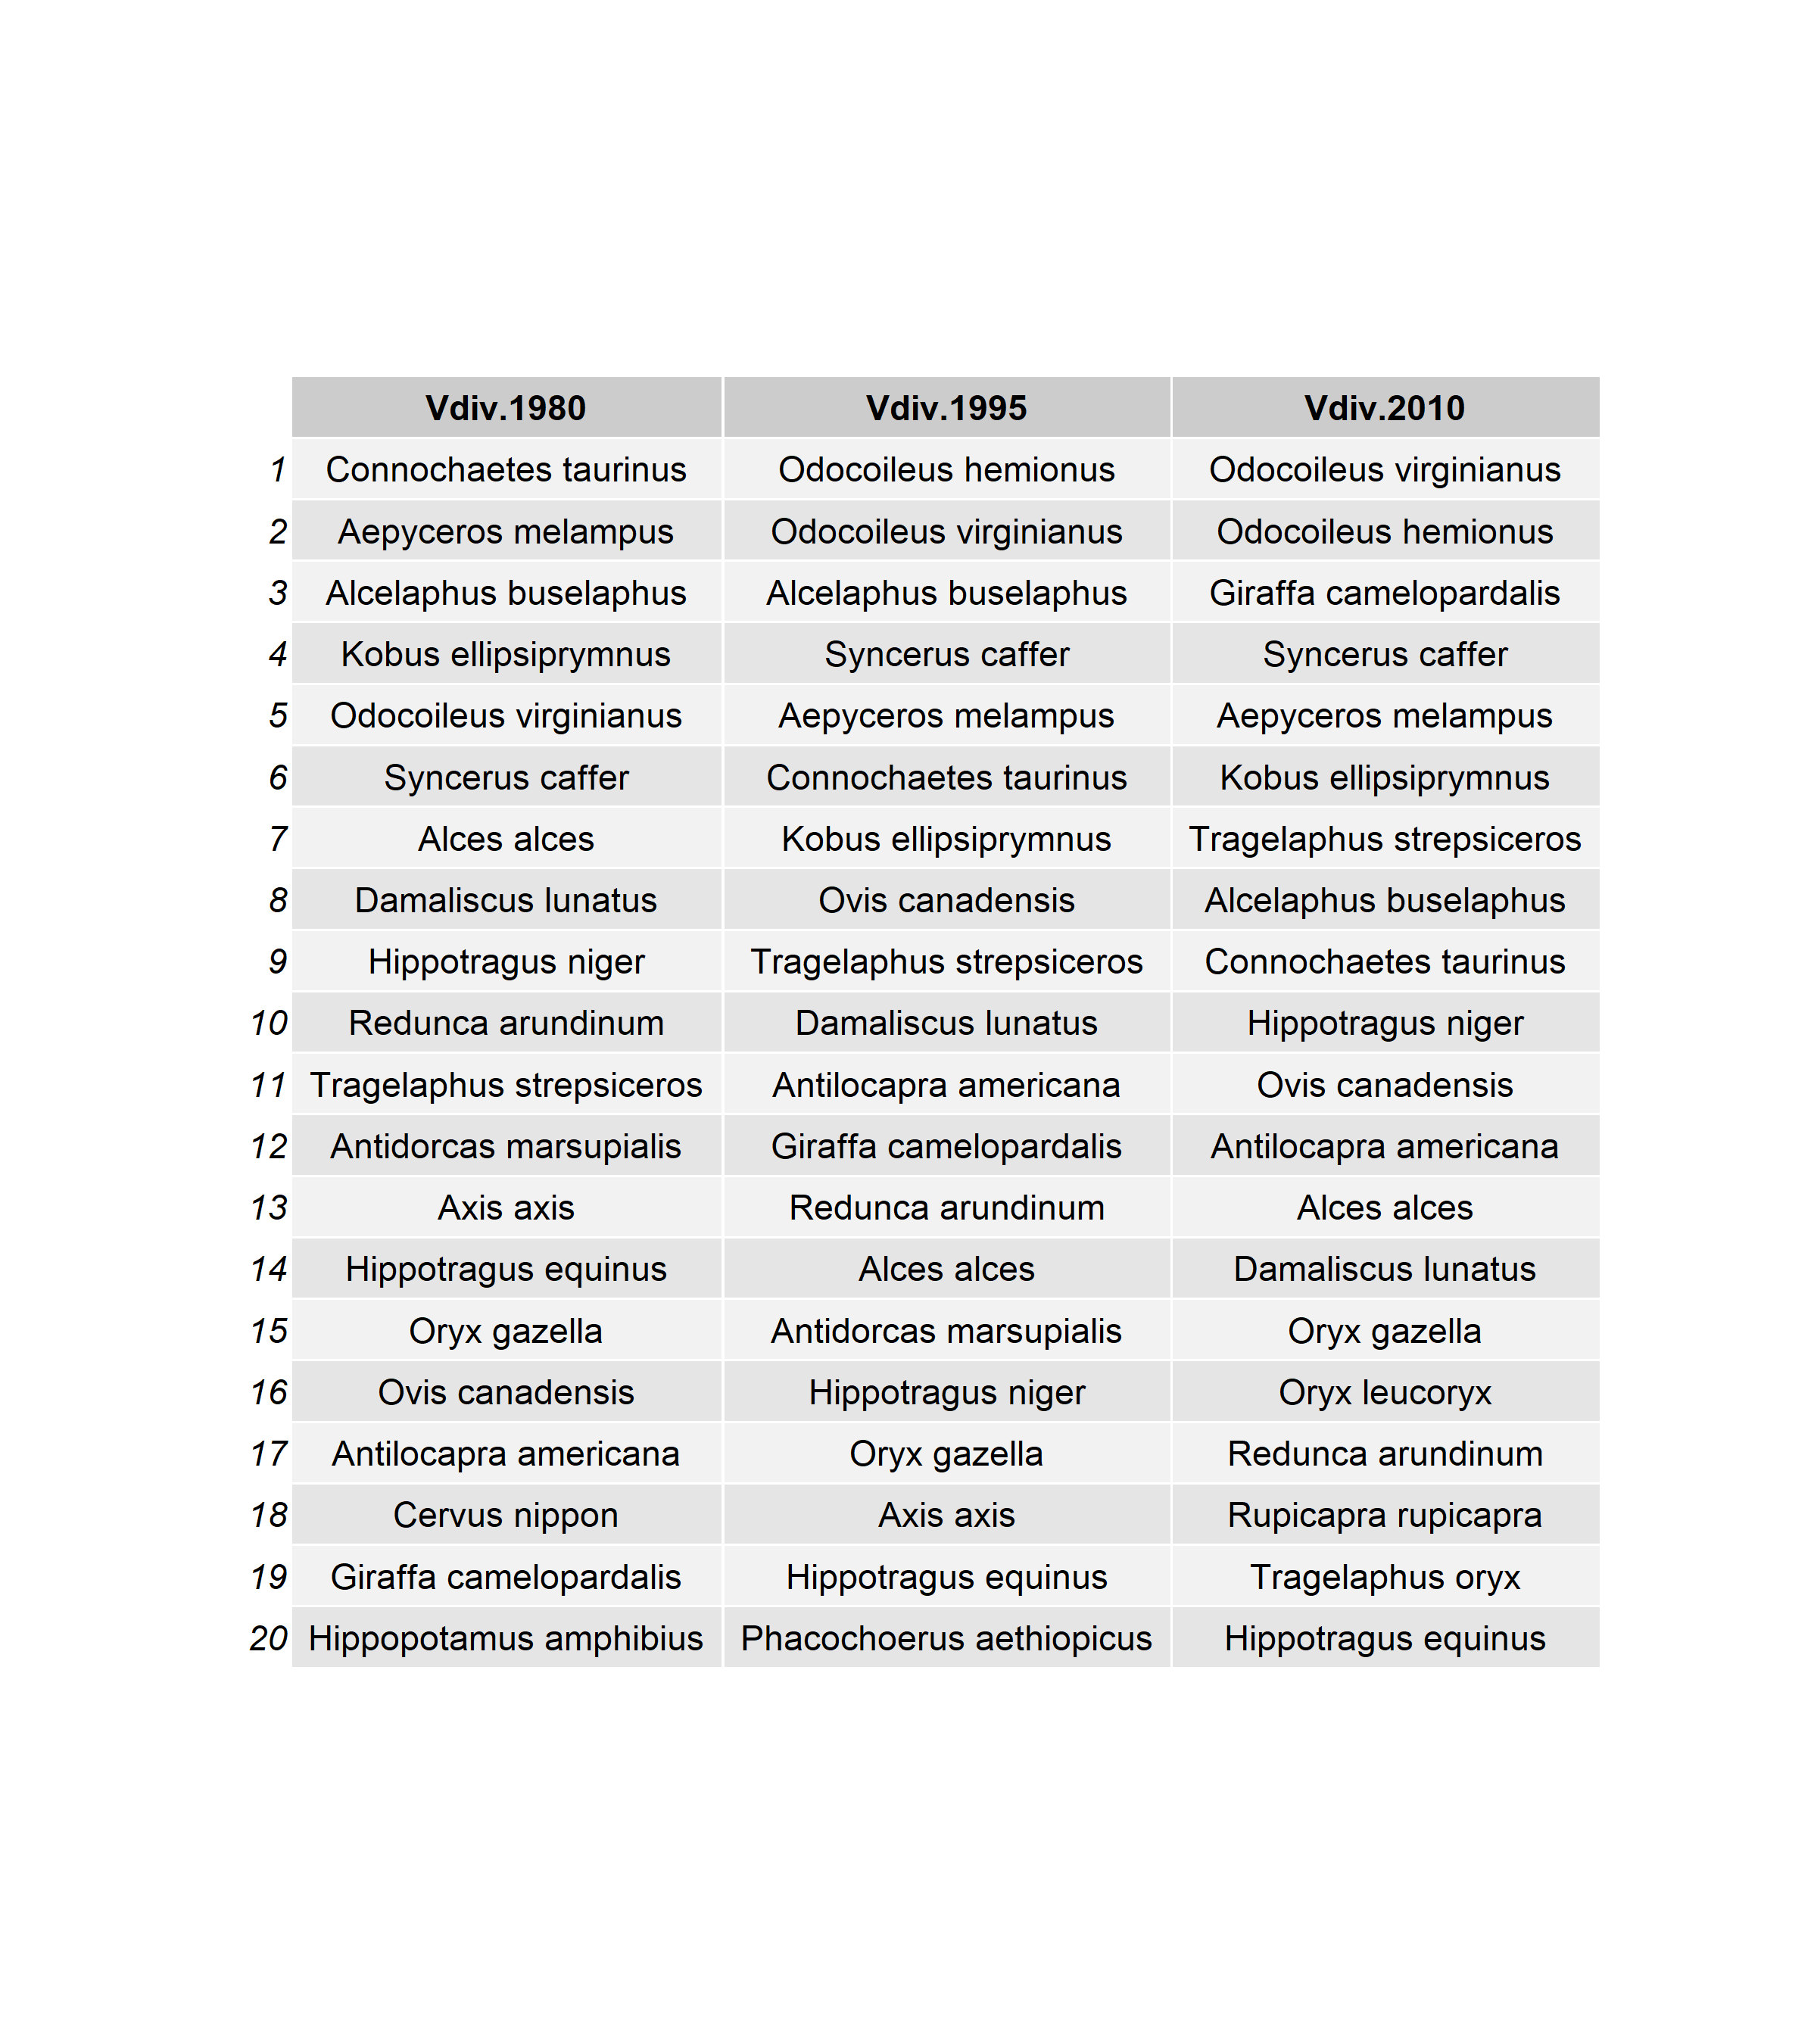 Vdiv.1980 Vdiv.1995 Vdiv.2010
1 Connochaetes taurinus Odocoileus hemionus Odocoileus virginianus
2 Aepyceros melampus Odocoileus virginianus Odocoileus hemionus
3 Alcelaphus buselaphus Alcelaphus buselaphus Giraffa camelopardalis
4 Kobus ellipsiprymnus Syncerus caffer Syncerus caffer
5 Odocoileus virginianus Aepyceros melampus Aepyceros melampus
6 Syncerus caffer Connochaetes taurinus Kobus ellipsiprymnus
7 Alces alces Kobus ellipsiprymnus Tragelaphus strepsiceros
8 Damaliscus lunatus Ovis canadensis Alcelaphus buselaphus
9 Hippotragus niger Tragelaphus strepsiceros Connochaetes taurinus
10 Redunca arundinum Damaliscus lunatus Hippotragus niger
11 Tragelaphus strepsiceros Antilocapra americana Ovis canadensis
12 Antidorcas marsupialis Giraffa camelopardalis Antilocapra americana
13 Axis axis Redunca arundinum Alces alces
14 Hippotragus equinus Alces alces Damaliscus lunatus
15 Oryx gazella Antidorcas marsupialis Oryx gazella
16 Ovis canadensis Hippotragus niger Oryx leucoryx
17 Antilocapra americana Oryx gazella Redunca arundinum
18 Cervus nippon Axis axis Rupicapra rupicapra
19 Giraffa camelopardalis Hippotragus equinus Tragelaphus oryx
20 Hippopotamus amphibius Phacochoerus aethiopicus Hippotragus equinus